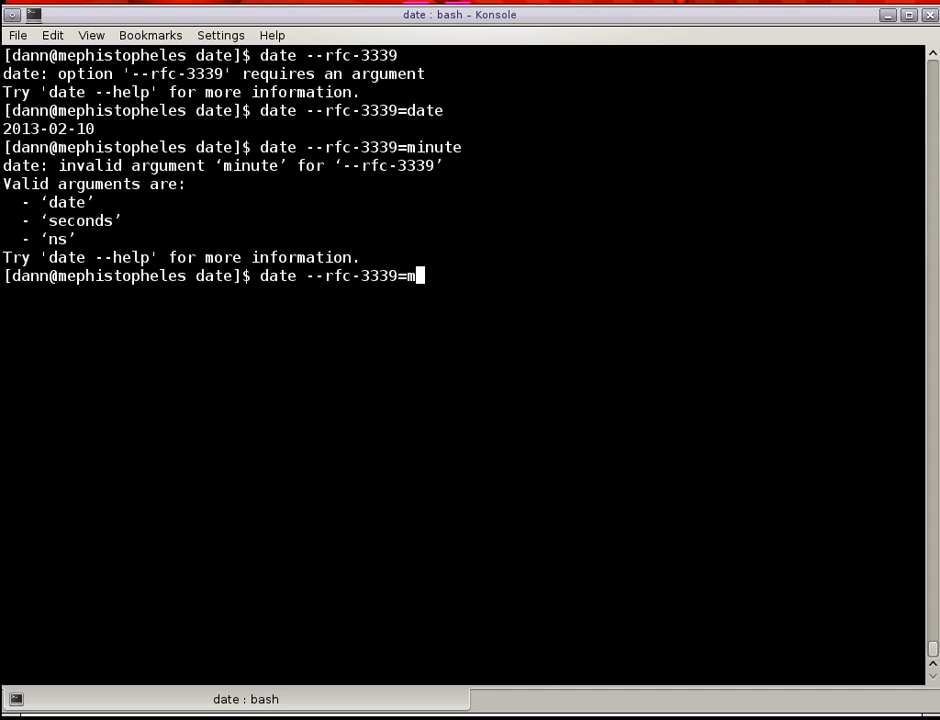 date : bash – Konsole
File Edit View Bookmarks Settings Help
[dann@mephistopheles date]$ date --rfc-3339
date: option '--rfc-3339' requires an argument
Try 'date --help' for more information.
[dann@mephistopheles date]$ date --rfc-3339=date
2013-02-10
[dann@mephistopheles date]$ date --rfc-3339=minute
date: invalid argument ‘minute’ for ‘--rfc-3339’
Valid arguments are:
  - ‘date’
  - ‘seconds’
  - ‘ns’
Try 'date --help' for more information.
[dann@mephistopheles date]$ date --rfc-3339=m
date : bash